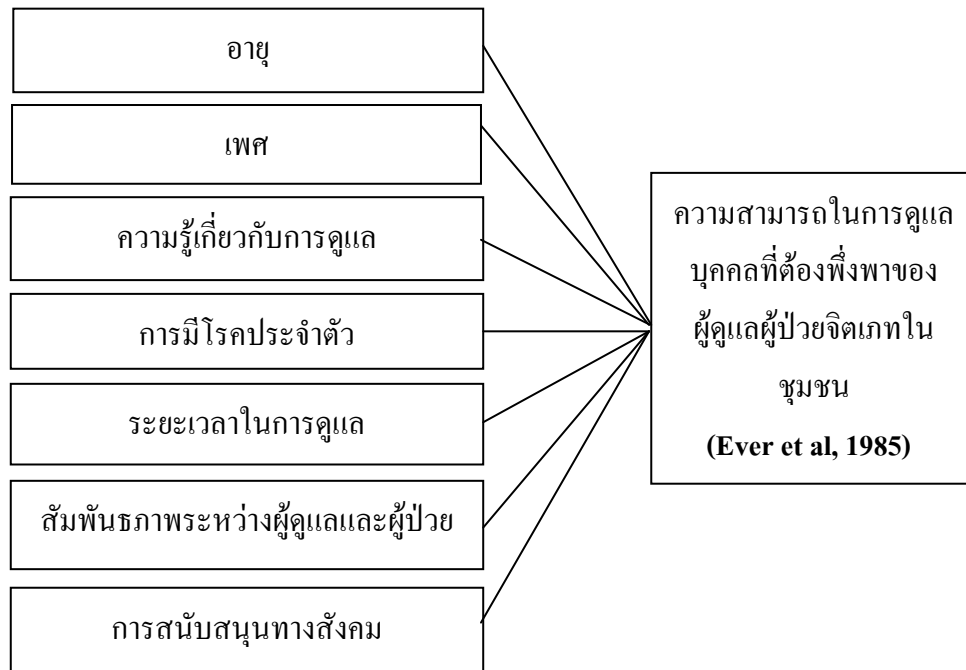 อายุ
เพศ
ความรู้เกี่ยวกับการดูแล
การมีโรคประจำตัว
ระยะเวลาในการดูแล
สัมพันธภาพระหว่างผู้ดูแลและผู้ป่วย
การสนับสนุนทางสังคม
ความสามารถในการดูแล
บุคคลที่ต้องพึ่งพาของ
ผู้ดูแลผู้ป่วยจิตเภทใน
ชุมชน
(Ever et al, 1985)